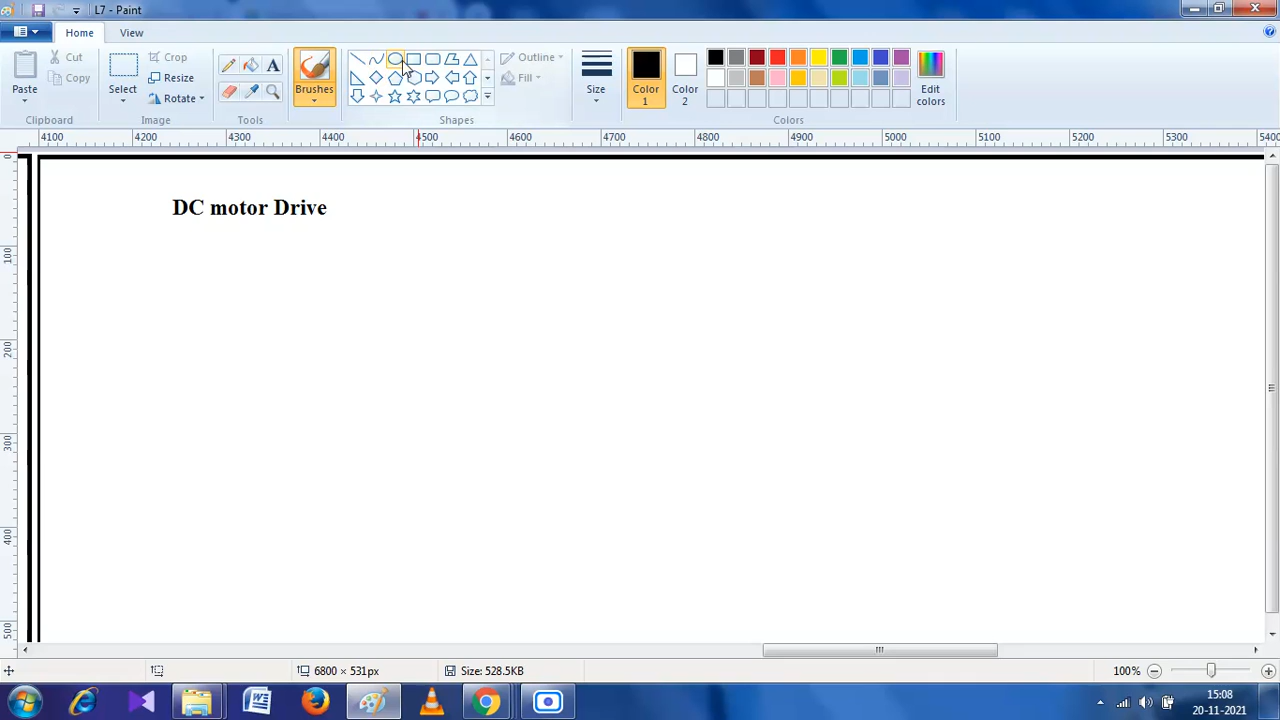 L7 - Paint
Home
View
Paste
Cut
Copy
Clipboard
Select
Crop
Resize
Rotate
Image
Tools
Brushes
Shapes
Outline
Fill
Size
Color 1
Color 2
Edit colors
Colors
4100 4200 4300 4400 4500 4600 4700 4800 4900 5000 5100 5200 5300 5400
0
100
200
300
400
500
DC motor Drive
6800 × 531px
Size: 528.5KB
100%
15:08
20-11-2021